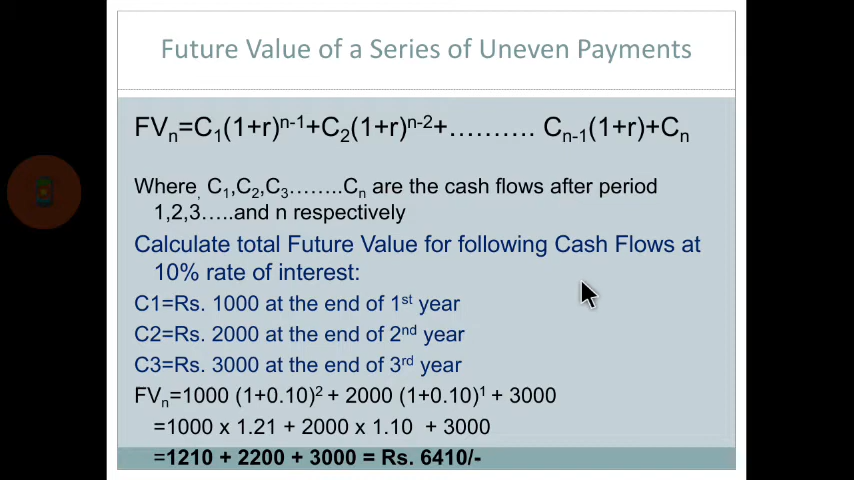 Future Value of a Series of Uneven Payments
FVn=C1(1+r)n-1+C2(1+r)n-2+………. Cn-1(1+r)+Cn
Where, C1,C2,C3……..Cn are the cash flows after period
1,2,3…..and n respectively
Calculate total Future Value for following Cash Flows at
10% rate of interest:
C1=Rs. 1000 at the end of 1st year
C2=Rs. 2000 at the end of 2nd year
C3=Rs. 3000 at the end of 3rd year
FVn=1000 (1+0.10)2 + 2000 (1+0.10)1 + 3000
=1000 x 1.21 + 2000 x 1.10 + 3000
=1210 + 2200 + 3000 = Rs. 6410/-